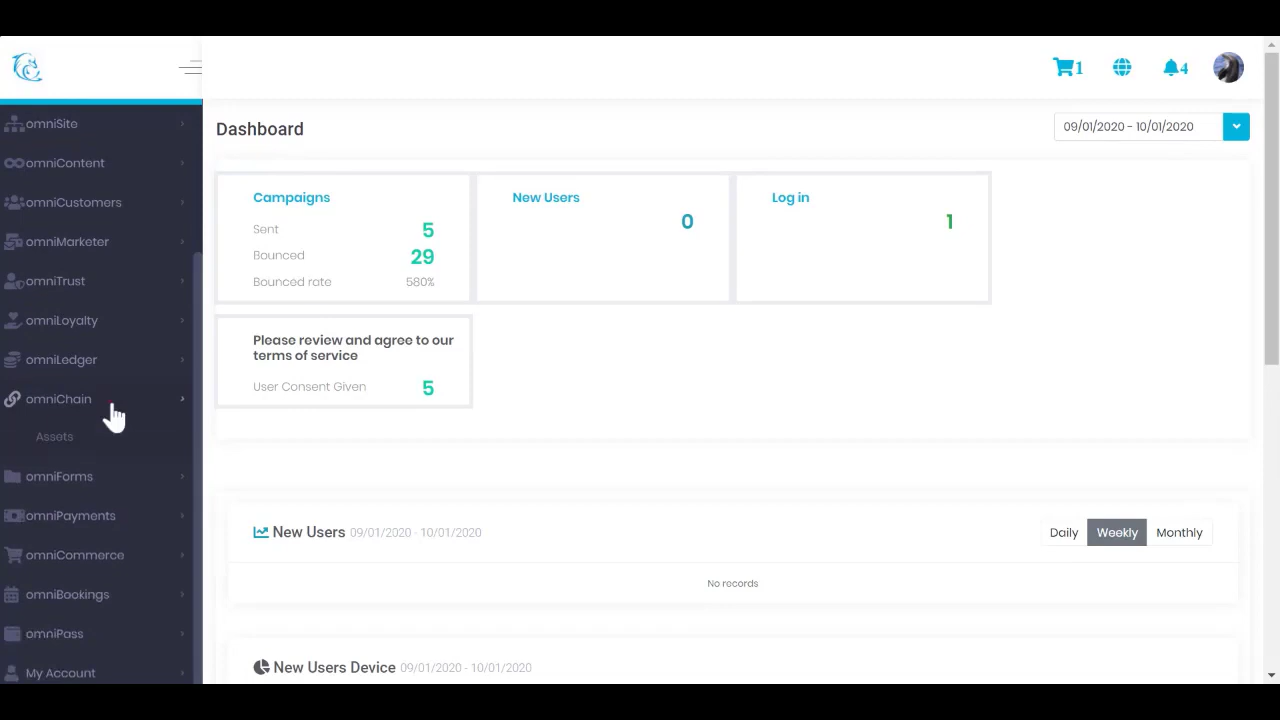 1
4
omniSite
omniContent
omniCustomers
omniMarketer
omniTrust
omniLoyalty
omniLedger
omniChain
Assets
omniForms
omniPayments
omniCommerce
omniBookings
omniPass
My Account
Dashboard
09/01/2020 - 10/01/2020
Campaigns
Sent 5
Bounced 29
Bounced rate 580%
New Users
0
Log in
1
Please review and agree to our
terms of service
User Consent Given 5
New Users 09/01/2020 - 10/01/2020
Daily Weekly Monthly
No records
New Users Device 09/01/2020 - 10/01/2020